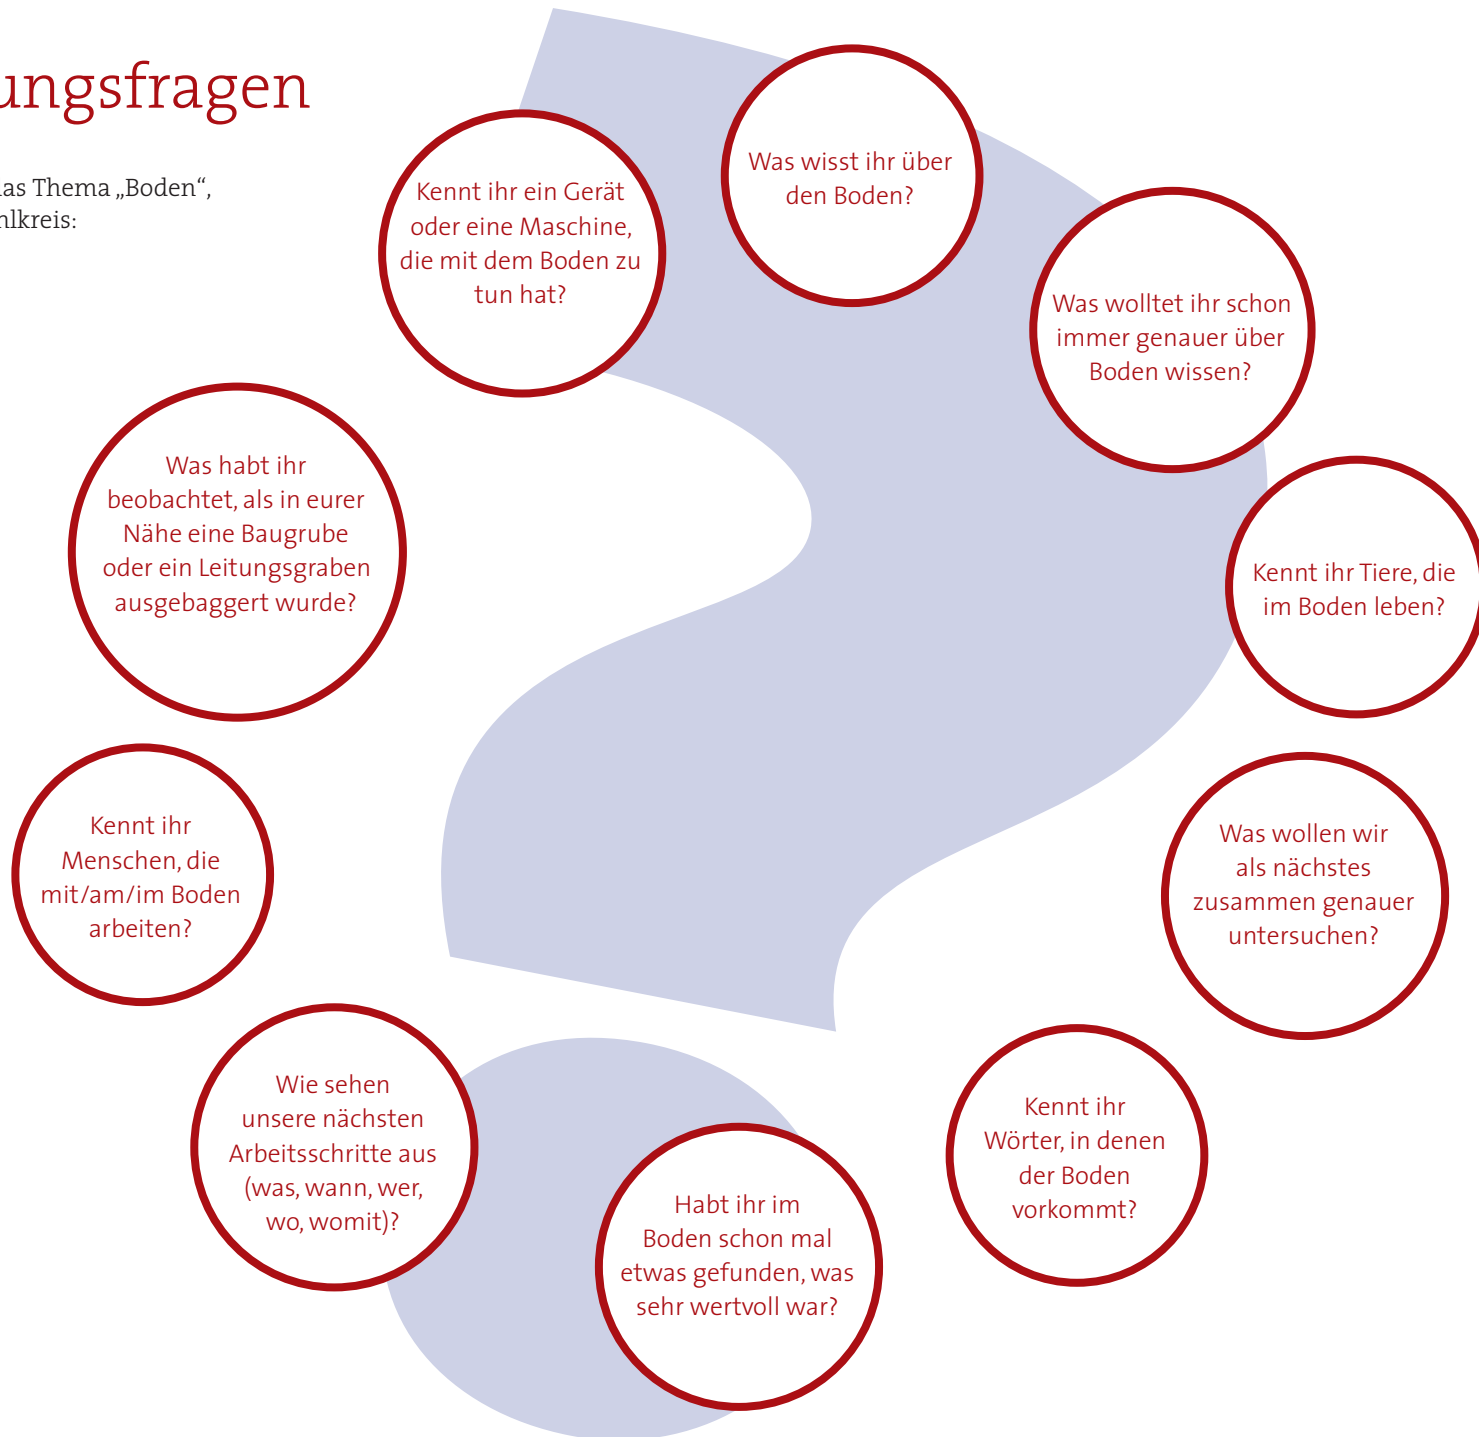 ungsfragen
das Thema „Boden“,
hlkreis:
Was wisst ihr über
den Boden?
Kennt ihr ein Gerät
oder eine Maschine,
die mit dem Boden zu
tun hat?
Was wolltet ihr schon
immer genauer über
Boden wissen?
Was habt ihr
beobachtet, als in eurer
Nähe eine Baugrube
oder ein Leitungsgraben
ausgebaggert wurde?
Kennt ihr Tiere, die
im Boden leben?
Kennt ihr
Menschen, die
mit/am/im Boden
arbeiten?
Was wollen wir
als nächstes
zusammen genauer
untersuchen?
Wie sehen
unsere nächsten
Arbeitsschritte aus
(was, wann, wer,
wo, womit)?
Kennt ihr
Wörter, in denen
der Boden
vorkommt?
Habt ihr im
Boden schon mal
etwas gefunden, was
sehr wertvoll war?